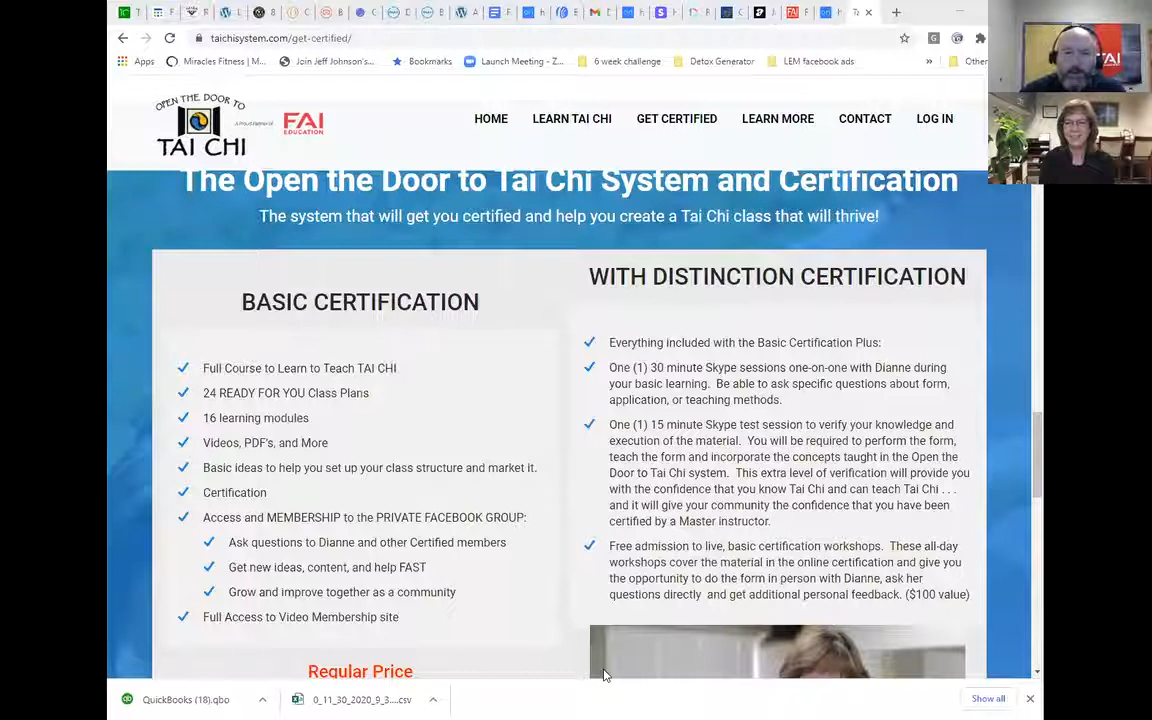 taichisystem.com/get-certified/
Apps
Miracles Fitness | M...
Join Jeff Johnson's...
Bookmarks
Launch Meeting - Z...
6 week challenge
Detox Generator
LEM facebook ads
»
Other
OPEN THE DOOR TO
TAI CHI
FAI
EDUCATION
HOME
LEARN TAI CHI
GET CERTIFIED
LEARN MORE
CONTACT
LOG IN
The Open the Door to Tai Chi System and Certification
The system that will get you certified and help you create a Tai Chi class that will thrive!
BASIC CERTIFICATION
Full Course to Learn to Teach TAI CHI
24 READY FOR YOU Class Plans
16 learning modules
Videos, PDF's, and More
Basic ideas to help you set up your class structure and market it.
Certification
Access and MEMBERSHIP to the PRIVATE FACEBOOK GROUP:
Ask questions to Dianne and other Certified members
Get new ideas, content, and help FAST
Grow and improve together as a community
Full Access to Video Membership site
Regular Price
WITH DISTINCTION CERTIFICATION
Everything included with the Basic Certification Plus:
One (1) 30 minute Skype sessions one-on-one with Dianne during
your basic learning. Be able to ask specific questions about form,
application, or teaching methods.
One (1) 15 minute Skype test session to verify your knowledge and
execution of the material. You will be required to perform the form,
teach the form and incorporate the concepts taught in the Open the
Door to Tai Chi system. This extra level of verification will provide you
with the confidence that you know Tai Chi and can teach Tai Chi . . .
and it will give your community the confidence that you have been
certified by a Master instructor.
Free admission to live, basic certification workshops. These all-day
workshops cover the material in the online certification and give you
the opportunity to do the form in person with Dianne, ask her
questions directly and get additional personal feedback. ($100 value)
QuickBooks (18).qbo
0_11_30_2020_9_3....csv
Show all